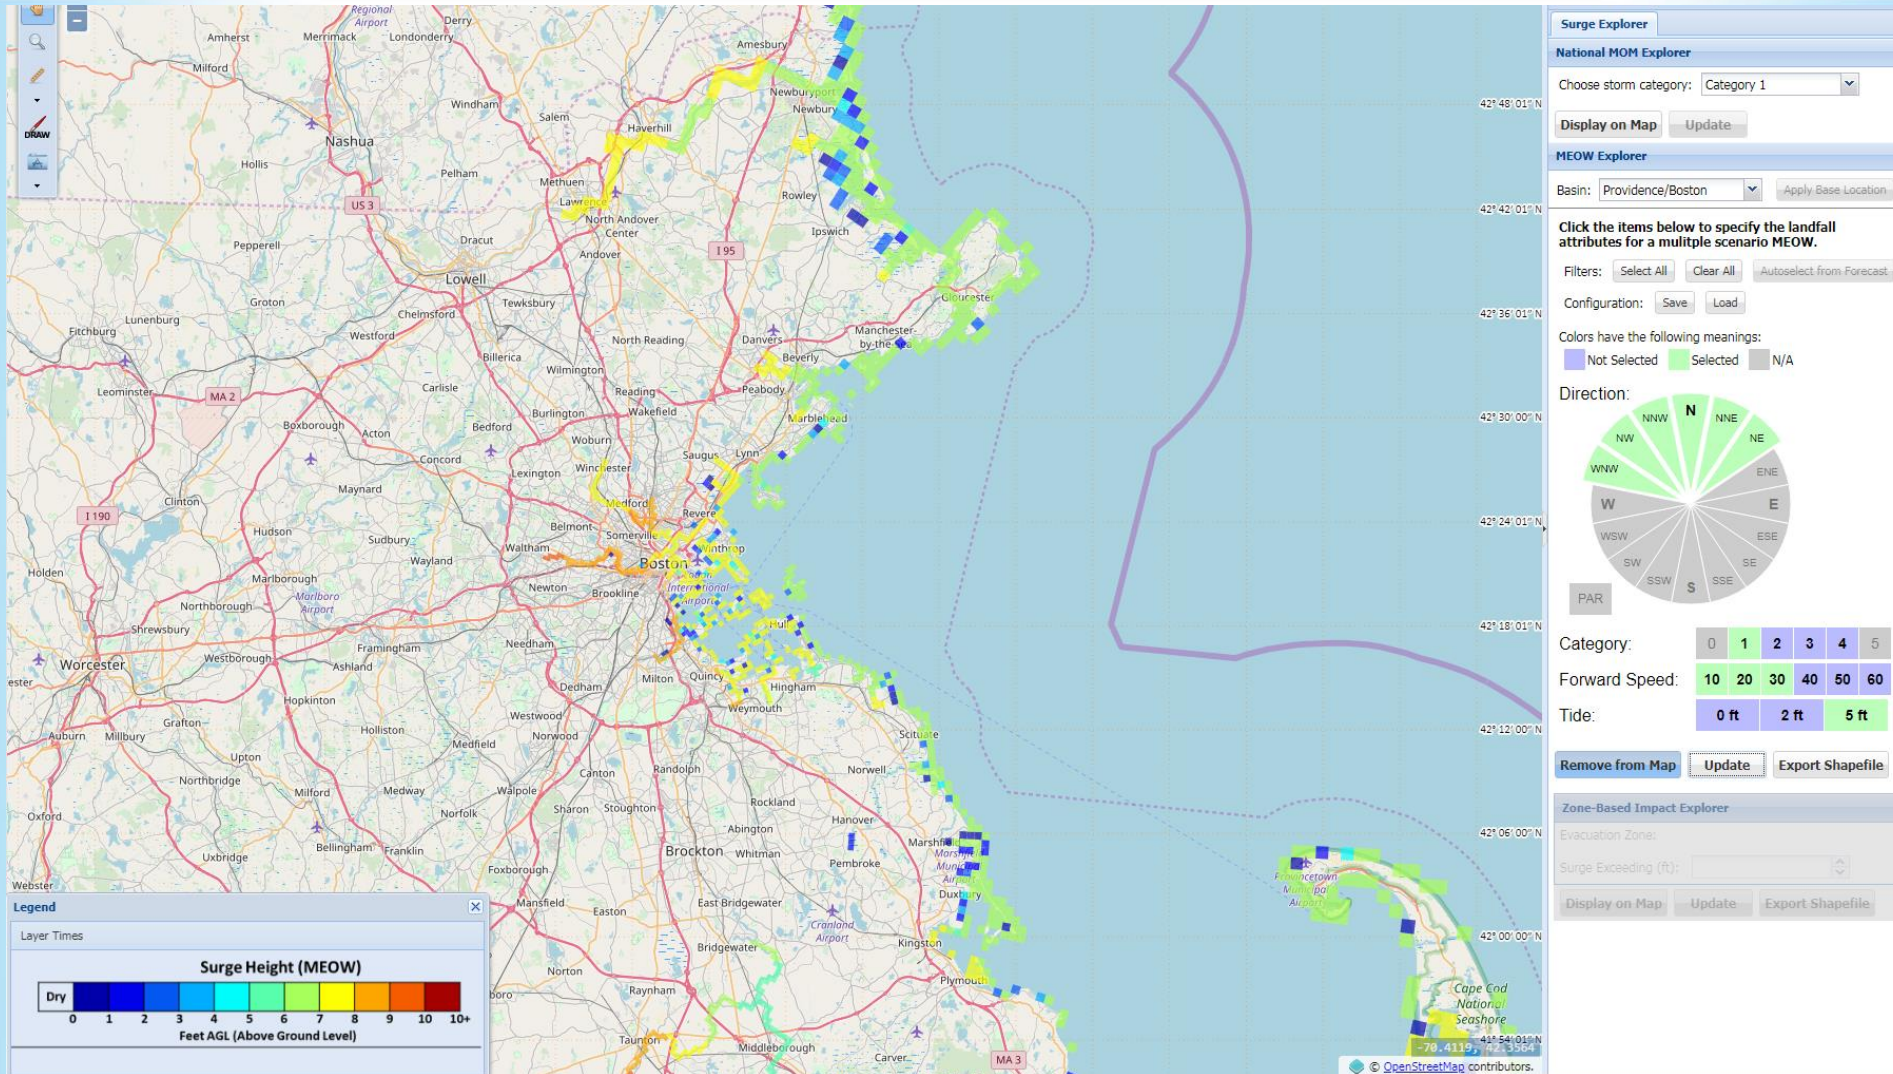 Regional
Airport
Amherst
Merrimack
Londonderry
Derry
Amesbury
Milford
Newburyport
Newbury
Windham
Salem
Haverhill
Nashua
Hollis
Pelham
Methuen
Rowley
Lawrence
US 3
North Andover
Center
Ipswich
Pepperell
Dracut
Andover
I 95
Lowell
Tewksbury
Groton
Chelmsford
Gloucester
Lunenburg
Fitchburg
Westford
Billerica
North Reading
Danvers
Manchester-
by-the-sea
Beverly
Wilmington
Carlisle
Leominster
MA 2
Reading
Wakefield
Peabody
Boxborough
Acton
Bedford
Burlington
Marblehead
Woburn
Concord
Lexington
Winchester
Saugus
Lynn
Maynard
Clinton
Medford
I 190
Belmont
Revere
Hudson
Sudbury
Waltham
Somerville
Winthrop
Wayland
Boston
Holden
Marlborough
Newton
Brookline
International
Airport
Northborough
Marlboro
Airport
Shrewsbury
Hull
Worcester
Westborough
Framingham
Needham
Ashland
Milton
Quincy
Hingham
Dedham
Weymouth
Hopkinton
Westwood
Grafton
Holliston
Norwood
Scituate
Auburn
Millbury
Medfield
Upton
Canton
Randolph
Norwell
Northbridge
Milford
Medway
Walpole
Sharon
Stoughton
Rockland
Oxford
Norfolk
Hanover
Abington
Bellingham
Franklin
Brockton
Whitman
Marshfield
Uxbridge
Pembroke
Marshfield
Municipal
Airport
Foxborough
Webster
Provincetown
Municipal
Airport
Mansfield
Easton
East Bridgewater
Duxbury
Cranland
Airport
Bridgewater
Kingston
Norton
Plymouth
Raynham
Cape Cod
National
Seashore
Taunton
Middleborough
Carver
MA 3
42° 48' 01" N
42° 42' 01" N
42° 36' 01" N
42° 30' 00" N
42° 24' 01" N
42° 18' 01" N
42° 12' 00" N
42° 06' 00" N
42° 00' 00" N
41° 54' 01" N
-70.4119, 42.3564
© OpenStreetMap contributors.
DRAW
Legend
Layer Times
Surge Height (MEOW)
Dry
0 1 2 3 4 5 6 7 8 9 10 10+
Feet AGL (Above Ground Level)
Surge Explorer
National MOM Explorer
Choose storm category: Category 1
Display on Map Update
MEOW Explorer
Basin: Providence/Boston Apply Base Location
Click the items below to specify the landfall
attributes for a mulitple scenario MEOW.
Filters: Select All Clear All Autoselect from Forecast
Configuration: Save Load
Colors have the following meanings:
Not Selected Selected N/A
Direction:
N
NNW NNE
NW NE
WNW ENE
W E
WSW ESE
SW SE
SSW SSE
S
PAR
Category: 0 1 2 3 4 5
Forward Speed: 10 20 30 40 50 60
Tide: 0 ft 2 ft 5 ft
Remove from Map Update Export Shapefile
Zone-Based Impact Explorer
Evacuation Zone:
Surge Exceeding (ft):
Display on Map Update Export Shapefile